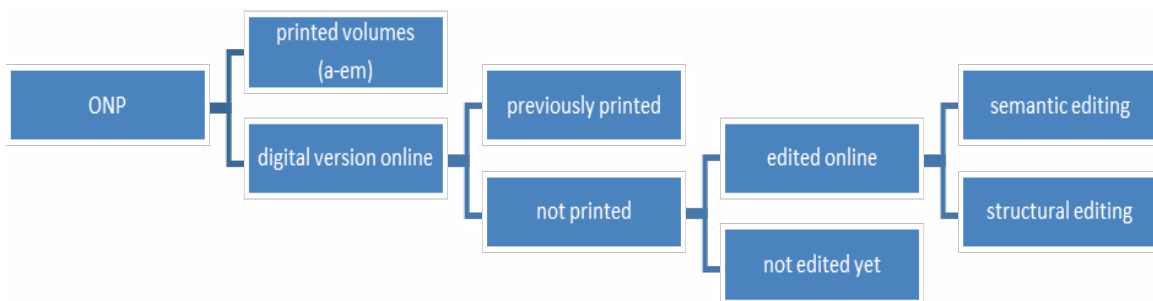 ONP
printed volumes
(a-em)
digital version online
previously printed
not printed
edited online
not edited yet
semantic editing
structural editing